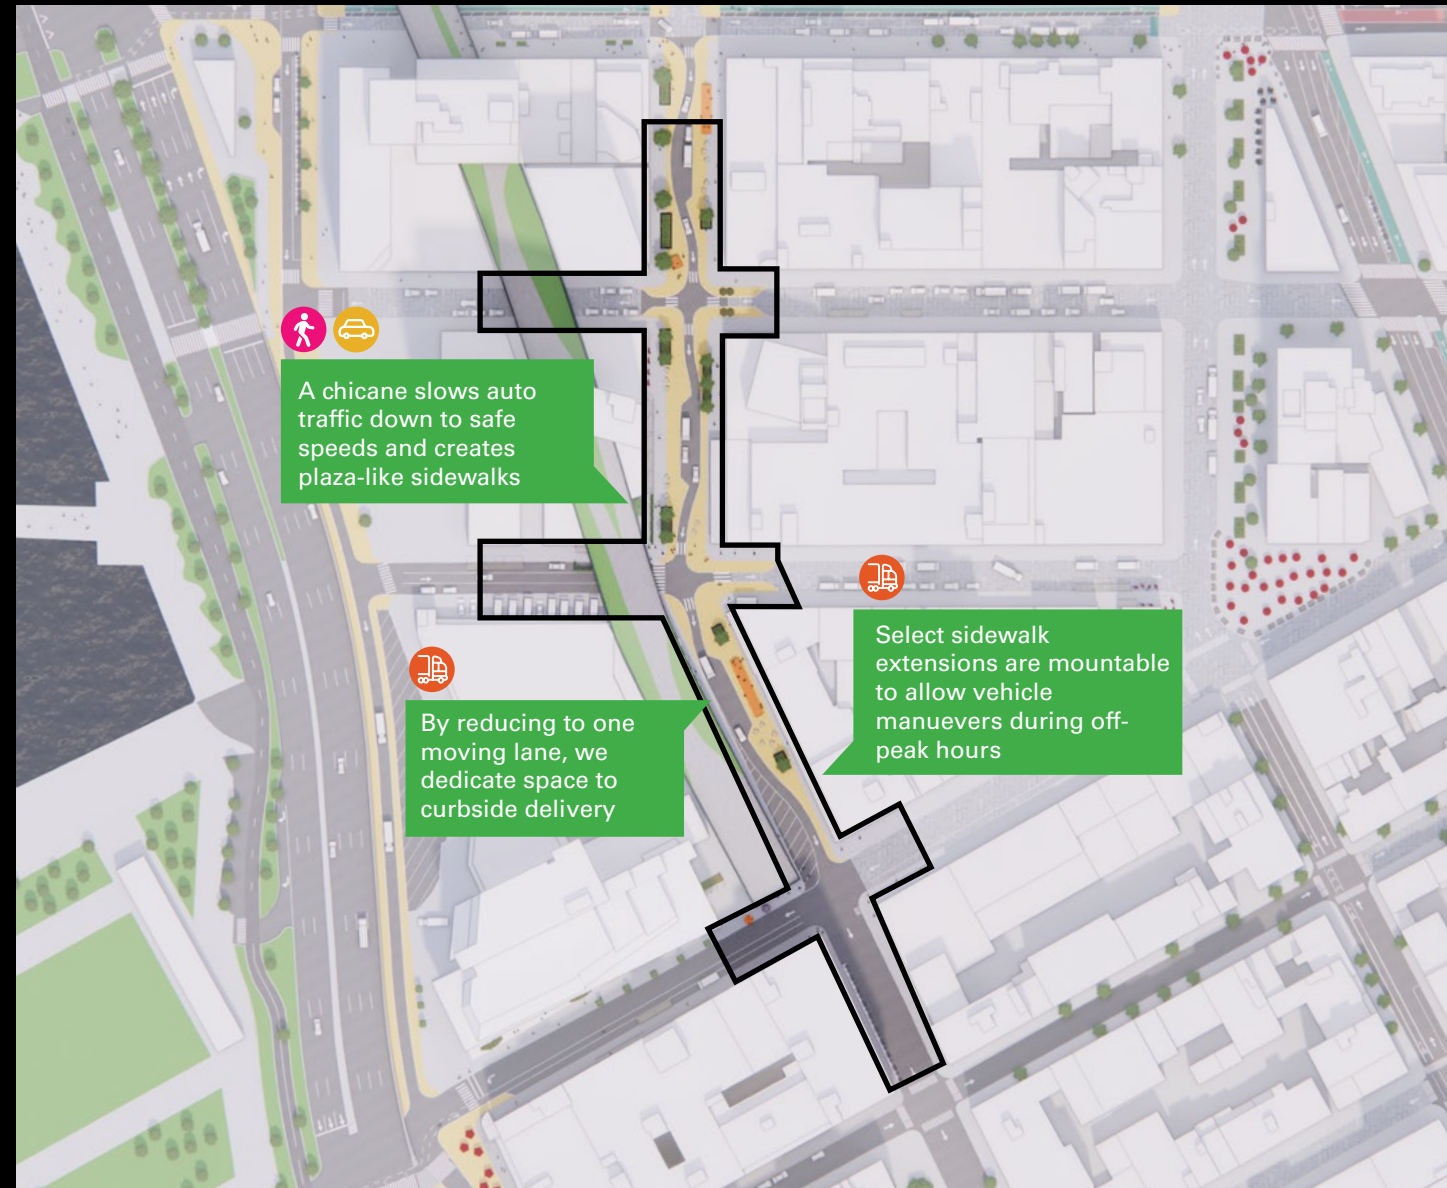 A chicane slows auto
traffic down to safe
speeds and creates
plaza-like sidewalks
By reducing to one
moving lane, we
dedicate space to
curbside delivery
Select sidewalk
extensions are mountable
to allow vehicle
manuevers during off-
peak hours